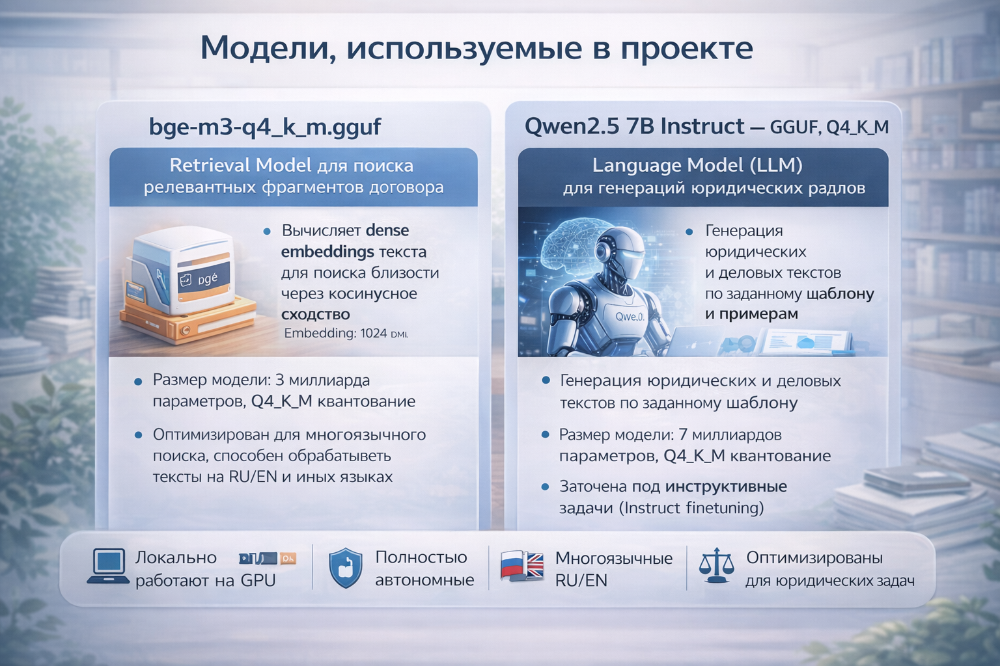 Модели, используемые в проекте
bge-m3-q4_k_m.gguf
Retrieval Model для поиска
релевантных фрагментов договора
bgé
Вычисляет dense
embeddings текста
для поиска близости
через косинусное
сходство
Embedding: 1024 DMI.
Размер модели: 3 миллиарда
параметров, Q4_K_M квантование
Оптимизирован для многоязычного
поиска, способен обрабатыветь
тексты на RU/EN и иных языках
Qwen2.5 7B Instruct — GGUF, Q4_K_M
Language Model (LLM)
для генераций юридических радлов
Qwe.0.
Генерация
юридических
и деловых текстов
по заданному шаблону
и примерам
Генерация юридических и деловых
текстов по заданному шаблону
Размер модели: 7 миллиардов
параметров, Q4_K_M квантование
Заточена под инструктивные
задачи (Instruct finetuning)
Локально
работают на GPU
Полностью
автономные
Многоязычные
RU/EN
Оптимизированы
для юридических задач